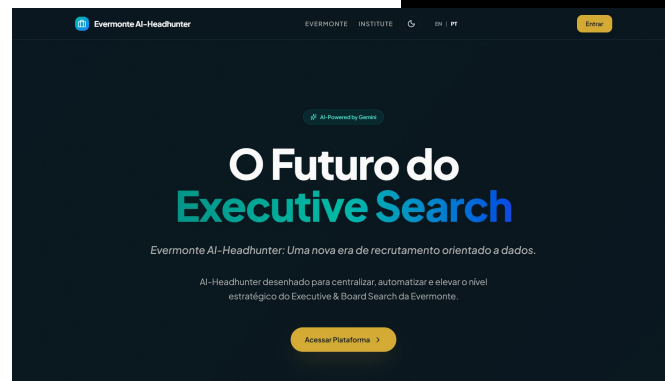 Evermonte AI-Headhunter
EVERMONTE INSTITUTE
EN | PT
Entrar
AI-Powered by Gemini
O Futuro do
Executive Search
Evermonte AI-Headhunter: Uma nova era de recrutamento orientado a dados.
AI-Headhunter desenhado para centralizar, automatizar e elevar o nível
estratégico do Executive & Board Search da Evermonte.
Acessar Plataforma